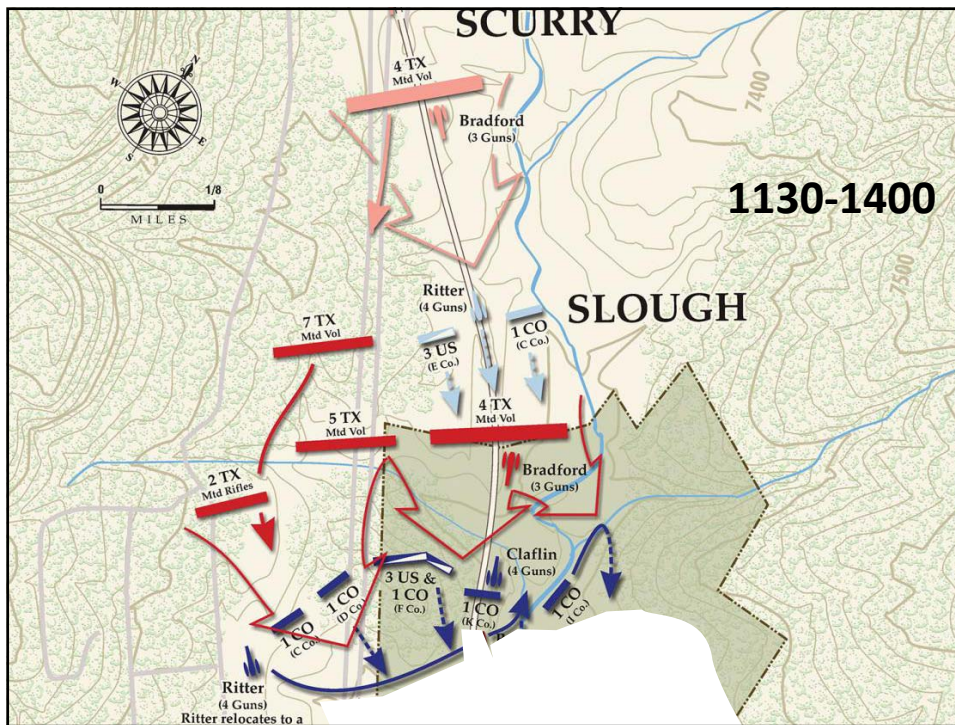 SCURRY
4 TX
Mtd Vol
N
W
E
S
Bradford
(3 Guns)
7400
0
1/8
MILES
1130-1400
7500
Ritter
(4 Guns)
SLOUGH
1 CO
(C Co.)
3 US
(E Co.)
7 TX
Mtd Vol
4 TX
Mtd Vol
5 TX
Mtd Vol
2 TX
Mtd Rifles
Bradford
(3 Guns)
Claflin
(4 Guns)
3 US &
1 CO
(F Co.)
1 CO
(D Co.)
1 CO
(K Co.)
1 CO
(I Co.)
1 CO
(C Co.)
Ritter
(4 Guns)
Ritter relocates to a